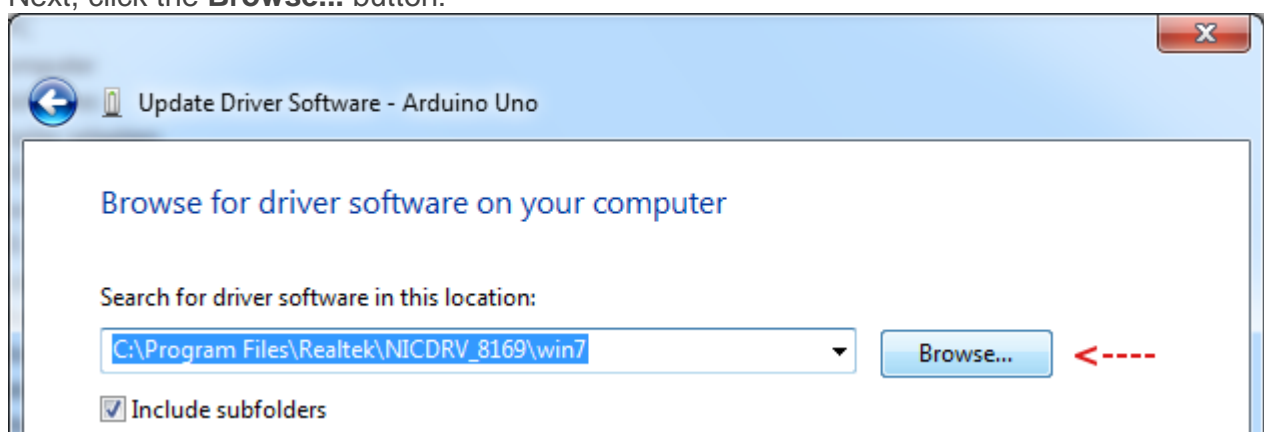 Next, click the Browse... button.
Update Driver Software - Arduino Uno
Browse for driver software on your computer
Search for driver software in this location:
C:\Program Files\Realtek\NICDRV_8169\win7
Browse... <----
Include subfolders